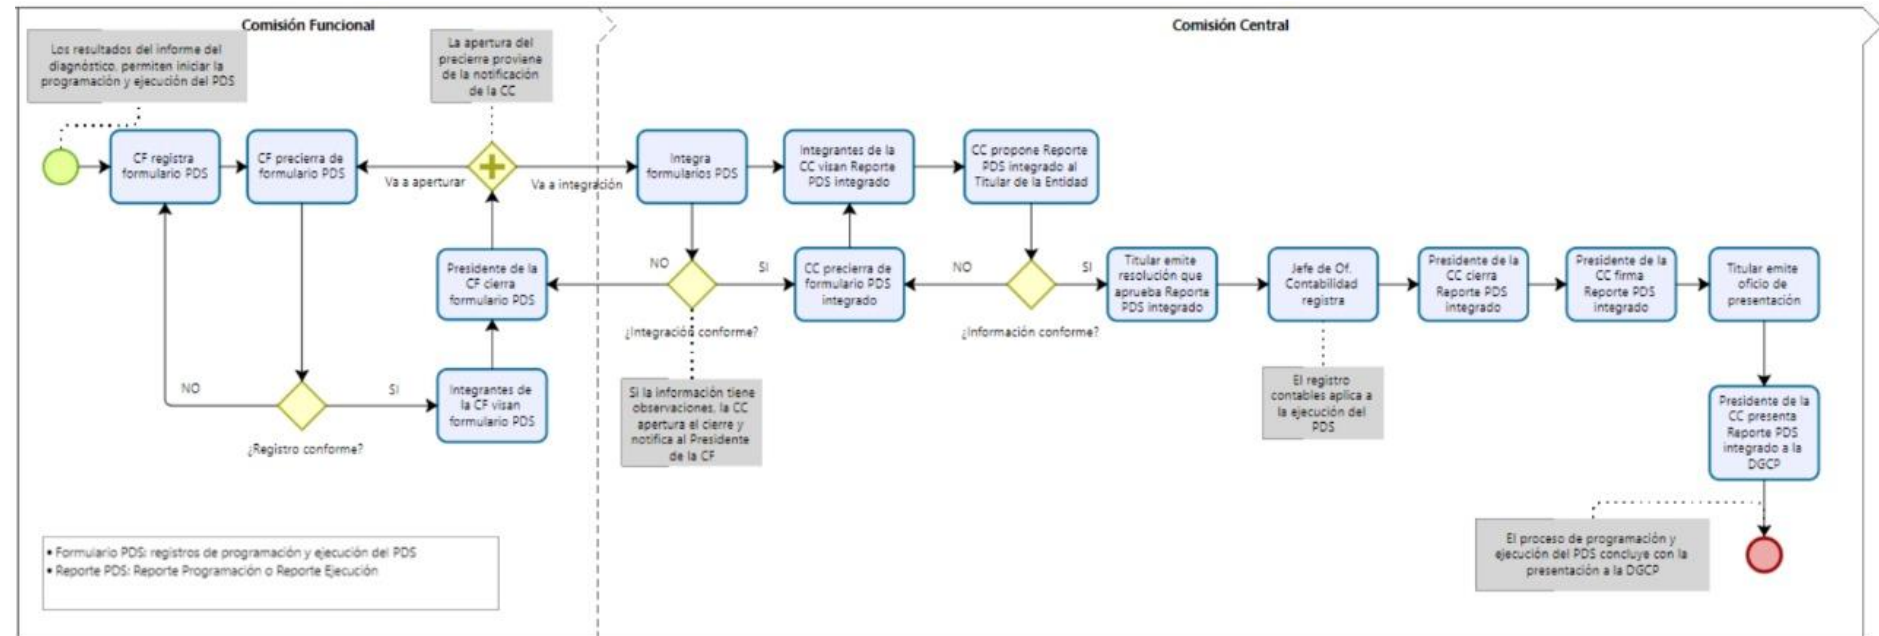 Comisión Funcional
Comisión Central
Los resultados del informe del
diagnóstico, permiten iniciar la
programación y ejecución del PDS
La apertura del
precierre proviene
de la notificación
de la CC
CF registra
formulario PDS
CF precierra de
formulario PDS
Va a aperturar
Va a integración
Integra
formularios PDS
Integrantes de la
CC visan Reporte
PDS integrado
CC propone Reporte
PDS integrado al
Titular de la Entidad
Presidente de la
CF cierra
formulario PDS
NO
SI
¿Integración conforme?
CC precierra de
formulario PDS
integrado
NO
SI
¿Información conforme?
Titular emite
resolución que
aprueba Reporte
PDS integrado
Jefe de Of.
Contabilidad
registra
Presidente de la
CC cierra
Reporte PDS
integrado
Presidente de la
CC firma
Reporte PDS
integrado
Titular emite
oficio de
presentación
NO
SI
¿Registro conforme?
Integrantes de
la CF visan
formulario PDS
Si la información tiene
observaciones, la CC
apertura el cierre y
notifica al Presidente
de la CF
El registro
contables aplica a
la ejecución del
PDS
Presidente de la
CC presenta
Reporte PDS
integrado a la
DGCP
El proceso de programación y
ejecución del PDS concluye con la
presentación a la DGCP
• Formulario PDS: registros de programación y ejecución del PDS
• Reporte PDS: Reporte Programación o Reporte Ejecución